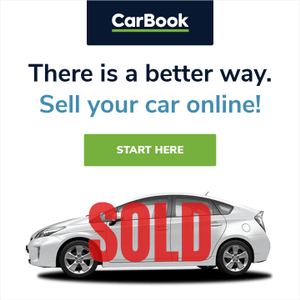 CarBook
There is a better way.
Sell your car online!
START HERE
SOLD